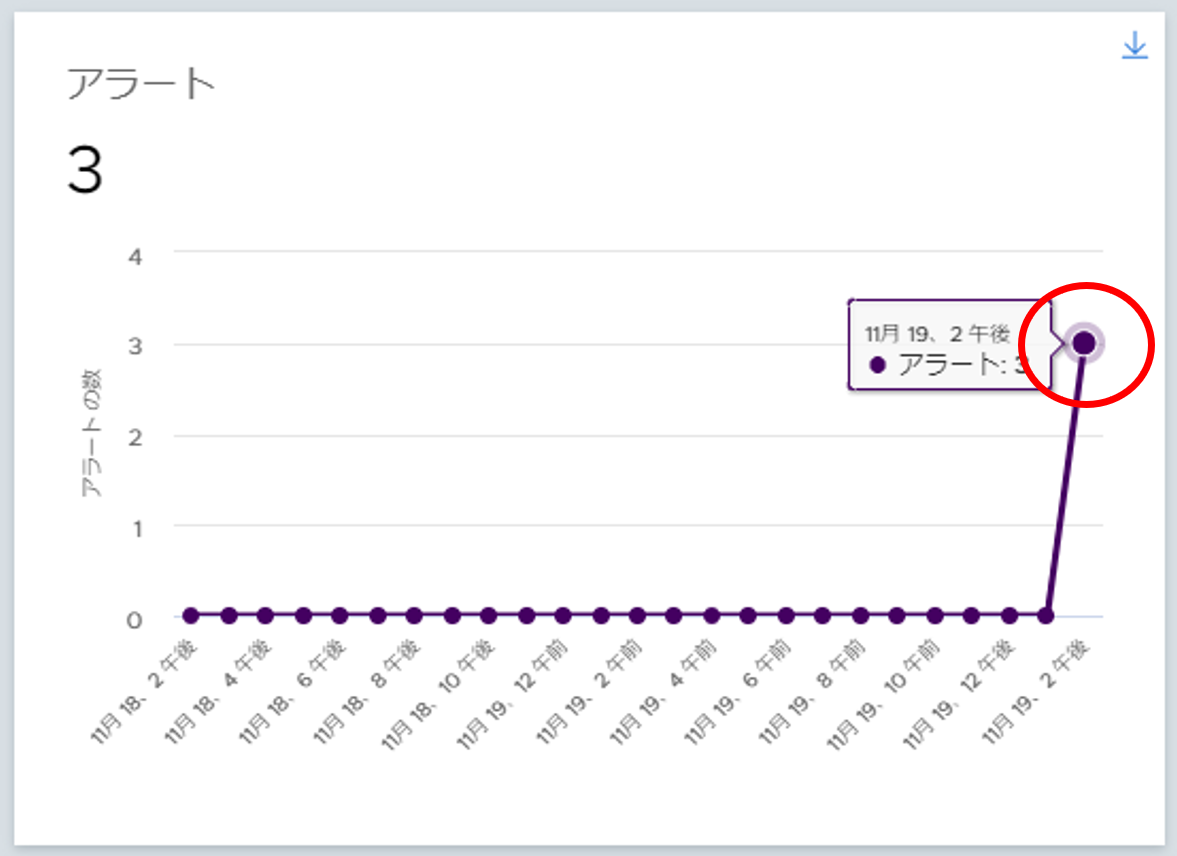 アラート
3
4
3
2
1
0
アラートの数
11月 19、2 午後
アラート: 3
11月 18、2 午後
11月 18、4 午後
11月 18、6 午後
11月 18、8 午後
11月 18、10 午後
11月 19、12 午前
11月 19、2 午前
11月 19、4 午前
11月 19、6 午前
11月 19、8 午前
11月 19、10 午前
11月 19、12 午後
11月 19、2 午後